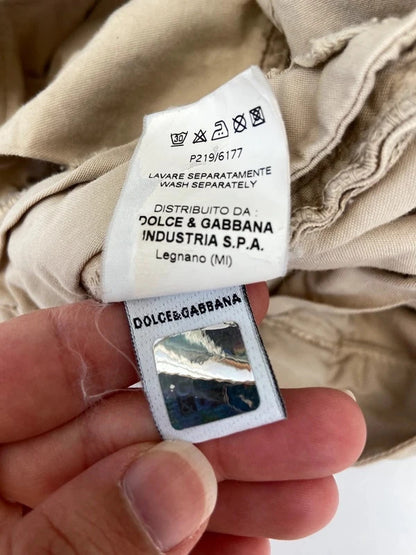 30
P219/6177
LAVARE SEPARATAMENTE
WASH SEPARATELY
DISTRIBUITO DA :
DOLCE & GABBANA
INDUSTRIA S.P.A.
Legnano (MI)
DOLCE&GABBANA